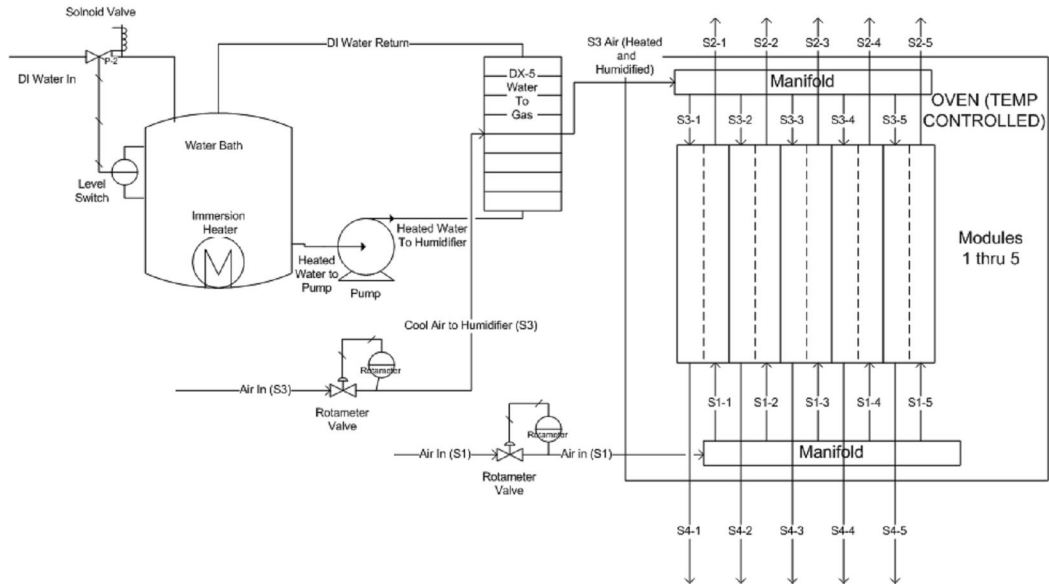 Solnoid Valve
P-2
DI Water In
Level
Switch
Water Bath
Immersion
Heater
DI Water Return
Heated
Water to
Pump
Pump
Heated Water
To Humidifier
DX-5
Water
To
Gas
Cool Air to Humidifier (S3)
Air In (S3)
Rotameter
Rotameter
Valve
Air In (S1)
Rotameter
Rotameter
Valve
Air in (S1)
S3 Air (Heated
and
Humidified)
S2-1
S2-2
S2-3
S2-4
S2-5
Manifold
OVEN (TEMP
CONTROLLED)
S3-1
S3-2
S3-3
S3-4
S3-5
Modules
1 thru 5
S1-1
S1-2
S1-3
S1-4
S1-5
Manifold
S4-1
S4-2
S4-3
S4-4
S4-5